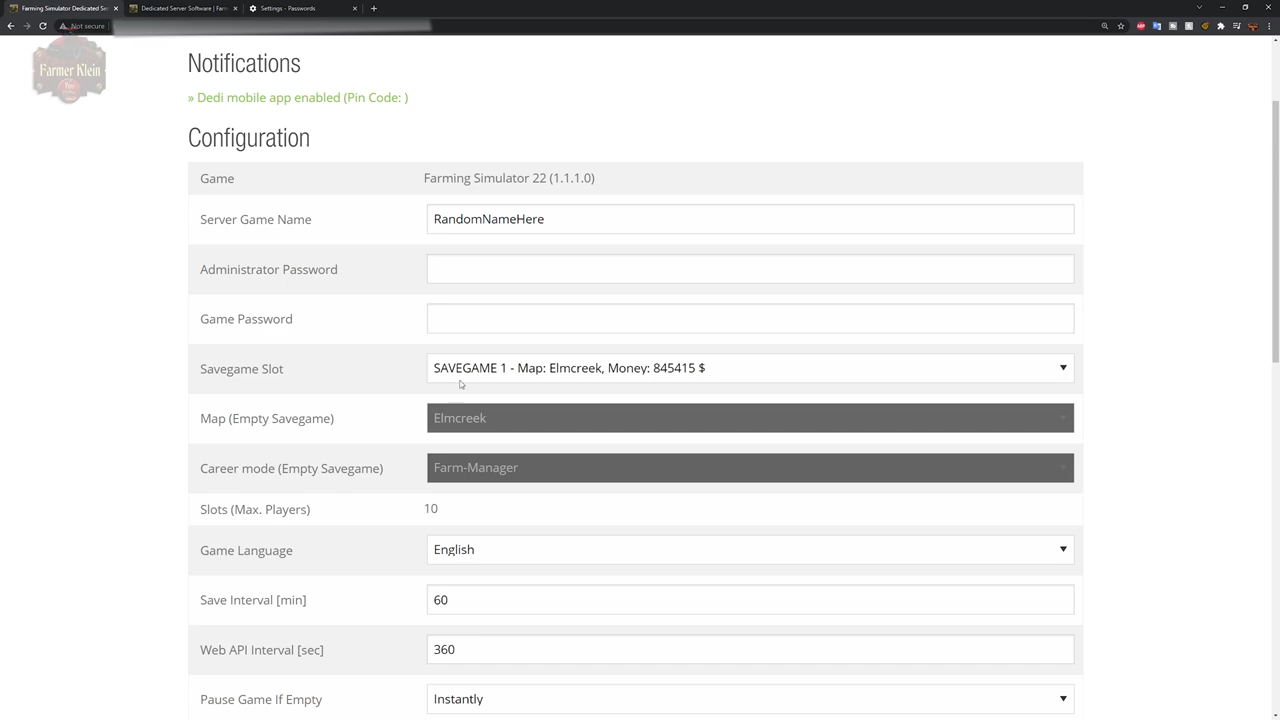 Farming Simulator Dedicated Ser
Dedicated Server Software | Farm
Settings - Passwords
Not secure
Farmer Klein
You
Notifications
» Dedi mobile app enabled (Pin Code: )
Configuration
Game
Farming Simulator 22 (1.1.1.0)
Server Game Name
RandomNameHere
Administrator Password
Game Password
Savegame Slot
SAVEGAME 1 - Map: Elmcreek, Money: 845415 $
Map (Empty Savegame)
Elmcreek
Career mode (Empty Savegame)
Farm-Manager
Slots (Max. Players)
10
Game Language
English
Save Interval [min]
60
Web API Interval [sec]
360
Pause Game If Empty
Instantly